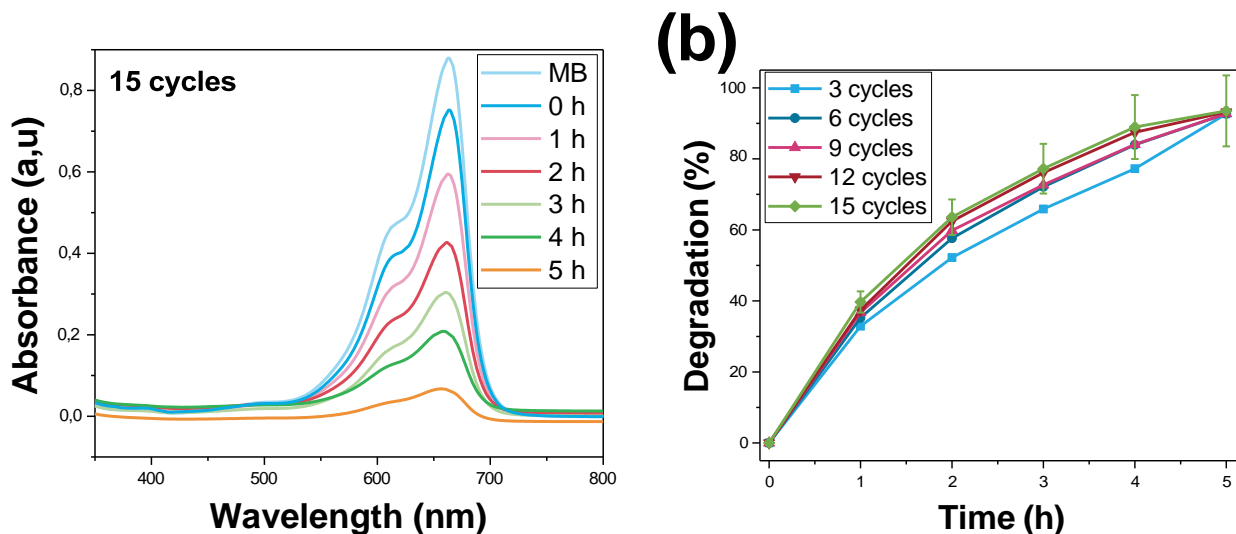 15 cycles
MB
0 h
1 h
2 h
3 h
4 h
5 h
0,8
0,6
0,4
0,2
0,0
Absorbance (a,u)
400
500
600
700
800
Wavelength (nm)
(b)
3 cycles
6 cycles
9 cycles
12 cycles
15 cycles
100
80
60
40
20
0
Degradation (%)
0
1
2
3
4
5
Time (h)